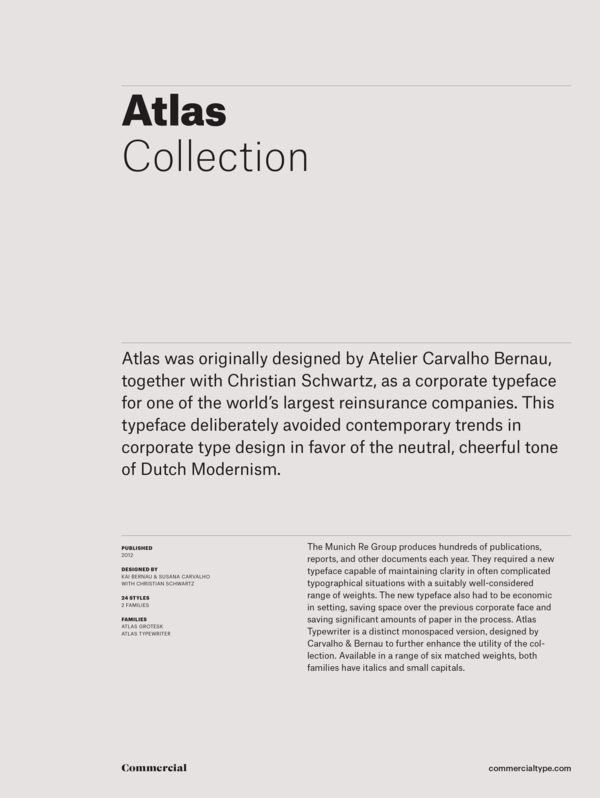 Atlas
Collection
Atlas was originally designed by Atelier Carvalho Bernau,
together with Christian Schwartz, as a corporate typeface
for one of the world’s largest reinsurance companies. This
typeface deliberately avoided contemporary trends in
corporate type design in favor of the neutral, cheerful tone
of Dutch Modernism.
PUBLISHED
2012
DESIGNED BY
KAI BERNAU & SUSANA CARVALHO
WITH CHRISTIAN SCHWARTZ
24 STYLES
2 FAMILIES
FAMILIES
ATLAS GROTESK
ATLAS TYPEWRITER
The Munich Re Group produces hundreds of publications,
reports, and other documents each year. They required a new
typeface capable of maintaining clarity in often complicated
typographical situations with a suitably well-considered
range of weights. The new typeface also had to be economic
in setting, saving space over the previous corporate face and
saving significant amounts of paper in the process. Atlas
Typewriter is a distinct monospaced version, designed by
Carvalho & Bernau to further enhance the utility of the col-
lection. Available in a range of six matched weights, both
families have italics and small capitals.
Commercial
commercialtype.com